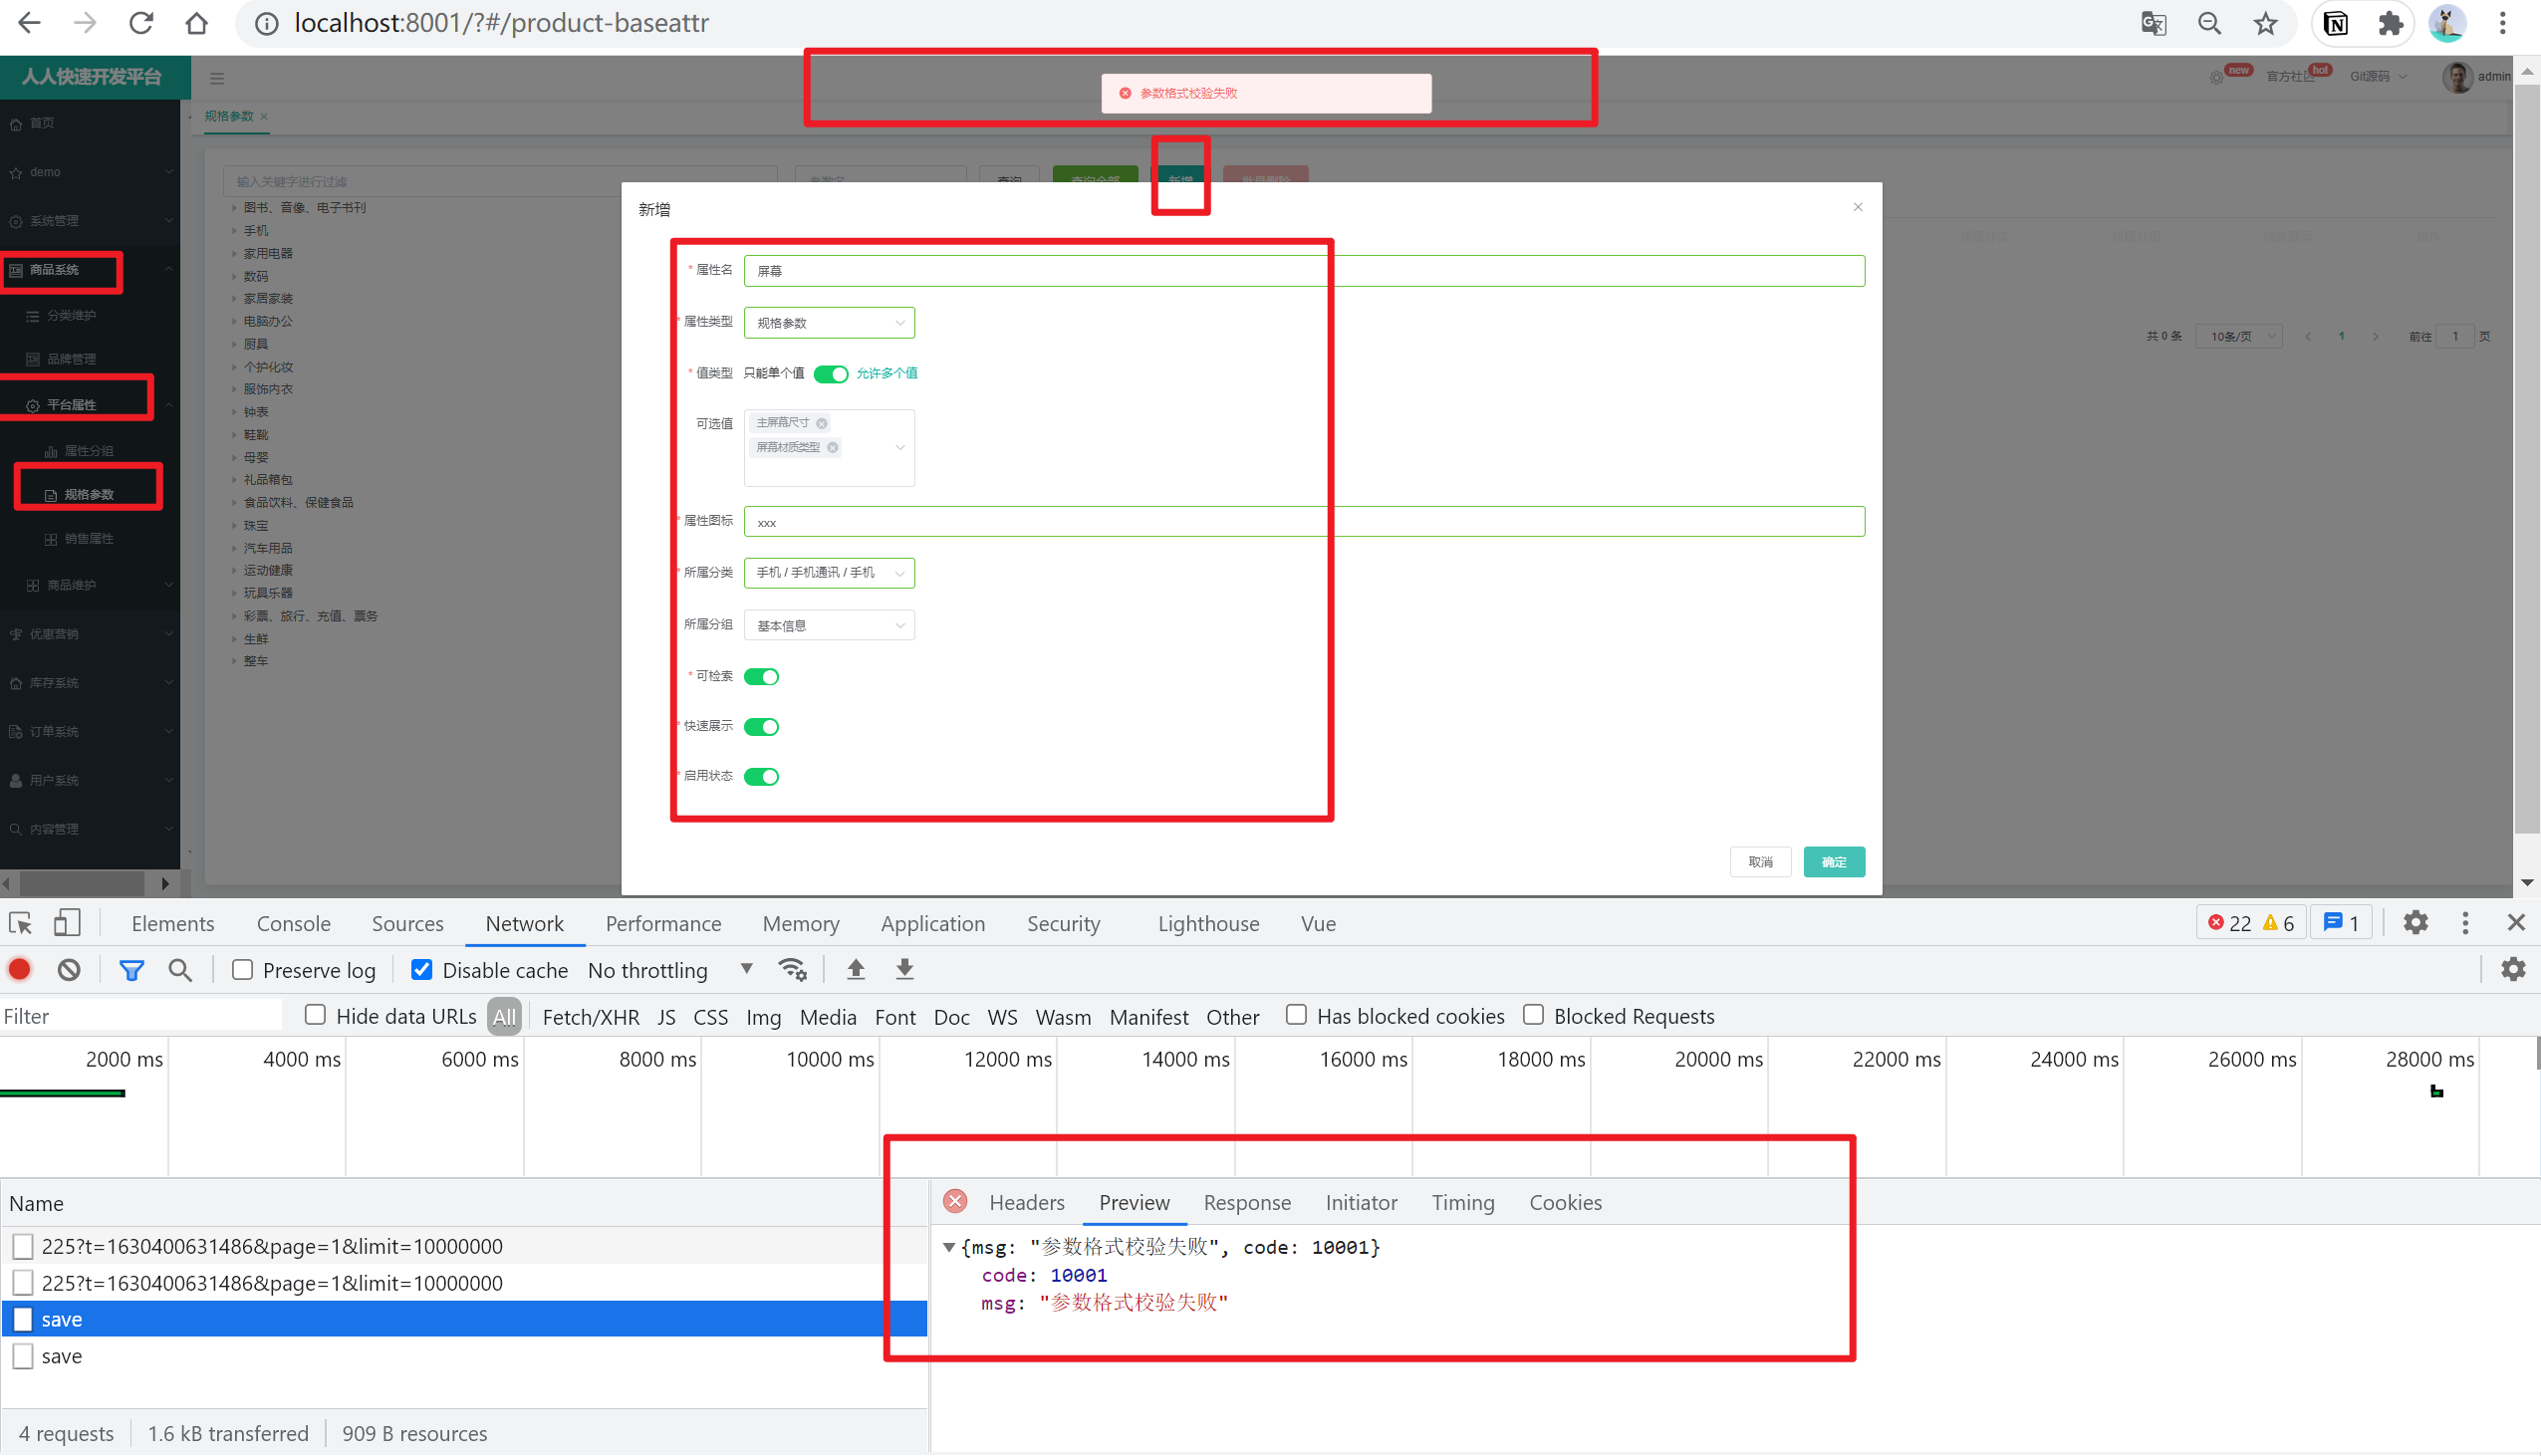 localhost:8001/?#/product-baseattr
人人快速开发平台
参数格式校验失败
new
官方社区
hot
Git源码
admin
首页
规格参数
demo
输入关键字进行过滤
参数名
查询
查询全部
新增
批量删除
系统管理
图书、音像、电子书刊
新增
手机
家用电器
商品系统
* 属性名 屏幕
数码
家居家装
分类维护
电脑办公
* 属性类型 规格参数
厨具
共 0 条
10条/页
1
前往 1 页
品牌管理
个护化妆
* 值类型 只能单个值 允许多个值
服饰内衣
平台属性
钟表
可选值
主屏幕尺寸
鞋靴
属性分组
母婴
屏幕材质类型
礼品箱包
规格参数
食品饮料、保健食品
珠宝
* 属性图标 xxx
销售属性
汽车用品
运动健康
* 所属分类 手机 / 手机通讯 / 手机
商品维护
玩具乐器
彩票、旅行、充值、票务
所属分组 基本信息
优惠营销
生鲜
整车
* 可检索
库存系统
* 快速展示
订单系统
* 启用状态
用户系统
内容管理
取消
确定
Elements Console Sources Network Performance Memory Application Security Lighthouse Vue
22 6 1
Preserve log Disable cache No throttling
Filter Hide data URLs All Fetch/XHR JS CSS Img Media Font Doc WS Wasm Manifest Other Has blocked cookies Blocked Requests
2000 ms 4000 ms 6000 ms 8000 ms 10000 ms 12000 ms 14000 ms 16000 ms 18000 ms 20000 ms 22000 ms 24000 ms 26000 ms 28000 ms
Name
Headers Preview Response Initiator Timing Cookies
225?t=1630400631486&page=1&limit=10000000
{msg: "参数格式校验失败", code: 10001}
225?t=1630400631486&page=1&limit=10000000
code: 10001
save
msg: "参数格式校验失败"
save
4 requests 1.6 kB transferred 909 B resources